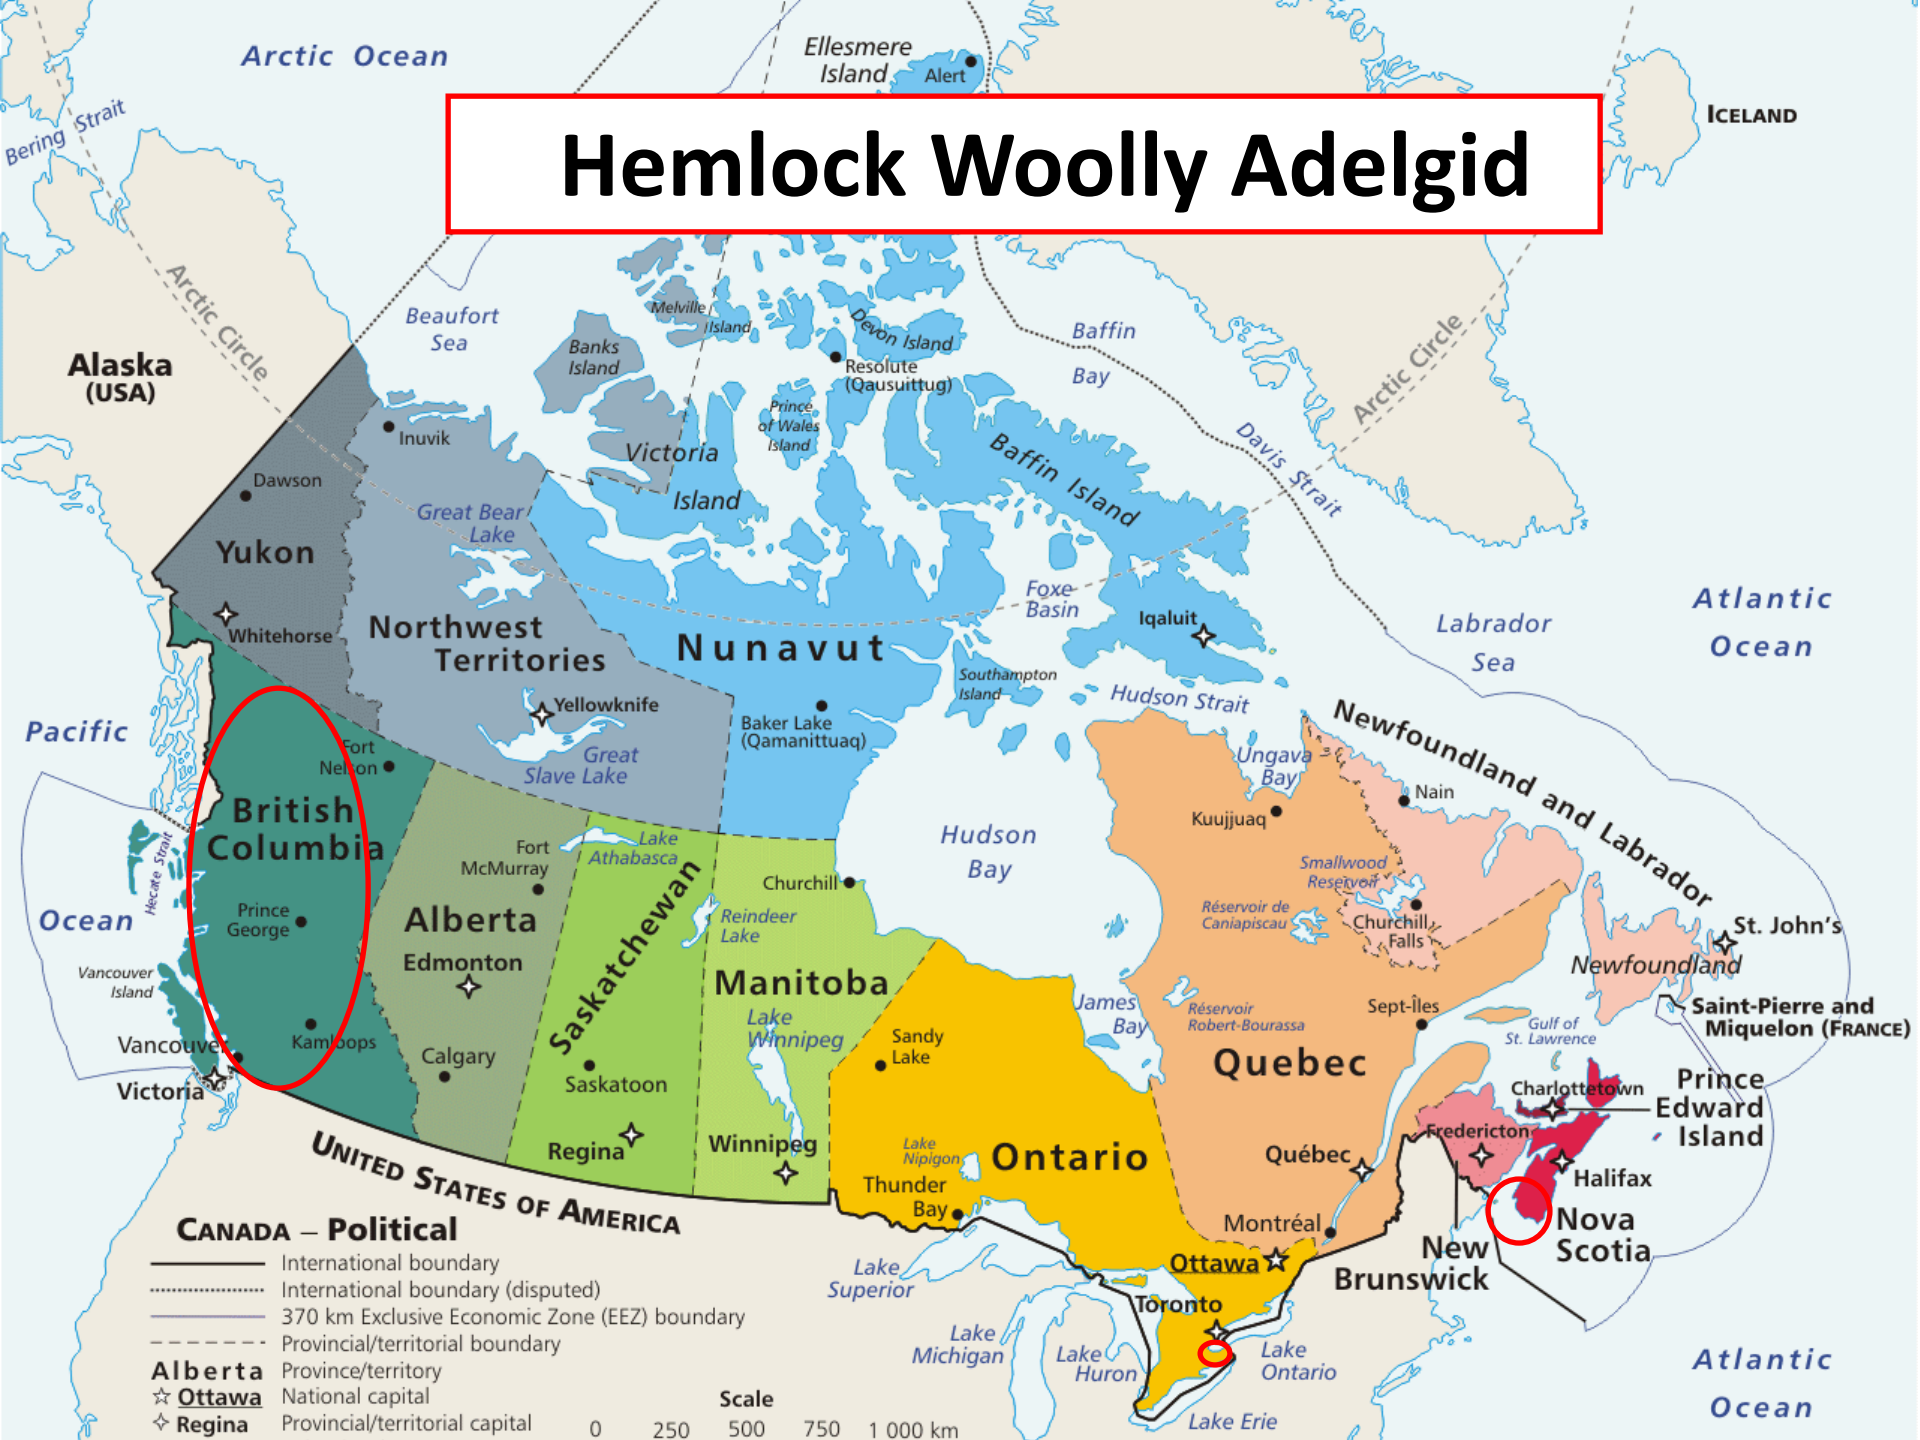 Arctic Ocean
Bering Strait
Ellesmere
Island
Alert
ICELAND
Hemlock Woolly Adelgid
Arctic Circle
Beaufort
Sea
Melville
Island
Devon Island
Banks
Island
Resolute
(Qausuittug)
Baffin
Bay
Arctic Circle
Alaska
(USA)
Inuvik
Prince
of Wales
Island
Victoria
Island
Baffin Island
Davis Strait
Dawson
Great Bear
Lake
Yukon
Whitehorse
Northwest
Territories
Nunavut
Foxe
Basin
Iqaluit
Atlantic
Ocean
Labrador
Sea
Southampton
Island
Hudson Strait
Yellowknife
Great
Slave Lake
Baker Lake
(Qamanittuaq)
Pacific
Ocean
Fort
Nelson
British
Columbia
Hecate Strait
Prince
George
Vancouver
Island
Vancouver
Victoria
Kamloops
Fort
McMurray
Alberta
Edmonton
Calgary
Lake
Athabasca
Saskatchewan
Saskatoon
Regina
Reindeer
Lake
Churchill
Manitoba
Lake
Winnipeg
Winnipeg
Hudson
Bay
Ungava
Bay
Kuujjuaq
Nain
Newfoundland and Labrador
Smallwood
Reservoir
Réservoir de
Caniapiscau
Churchill
Falls
St. John's
Newfoundland
Saint-Pierre and
Miquelon (FRANCE)
James
Bay
Réservoir
Robert-Bourassa
Sept-Îles
Gulf of
St. Lawrence
Sandy
Lake
Quebec
Ontario
Lake
Nipigon
Thunder
Bay
Québec
Montréal
Charlottetown
Prince
Edward
Island
Fredericton
Halifax
Nova
Scotia
New
Brunswick
Ottawa
Toronto
Lake
Superior
Lake
Michigan
Lake
Huron
Lake
Ontario
Lake Erie
Atlantic
Ocean
UNITED STATES OF AMERICA
CANADA – Political
International boundary
International boundary (disputed)
370 km Exclusive Economic Zone (EEZ) boundary
Provincial/territorial boundary
Alberta Province/territory
Ottawa National capital
Regina Provincial/territorial capital
Scale
0 250 500 750 1 000 km